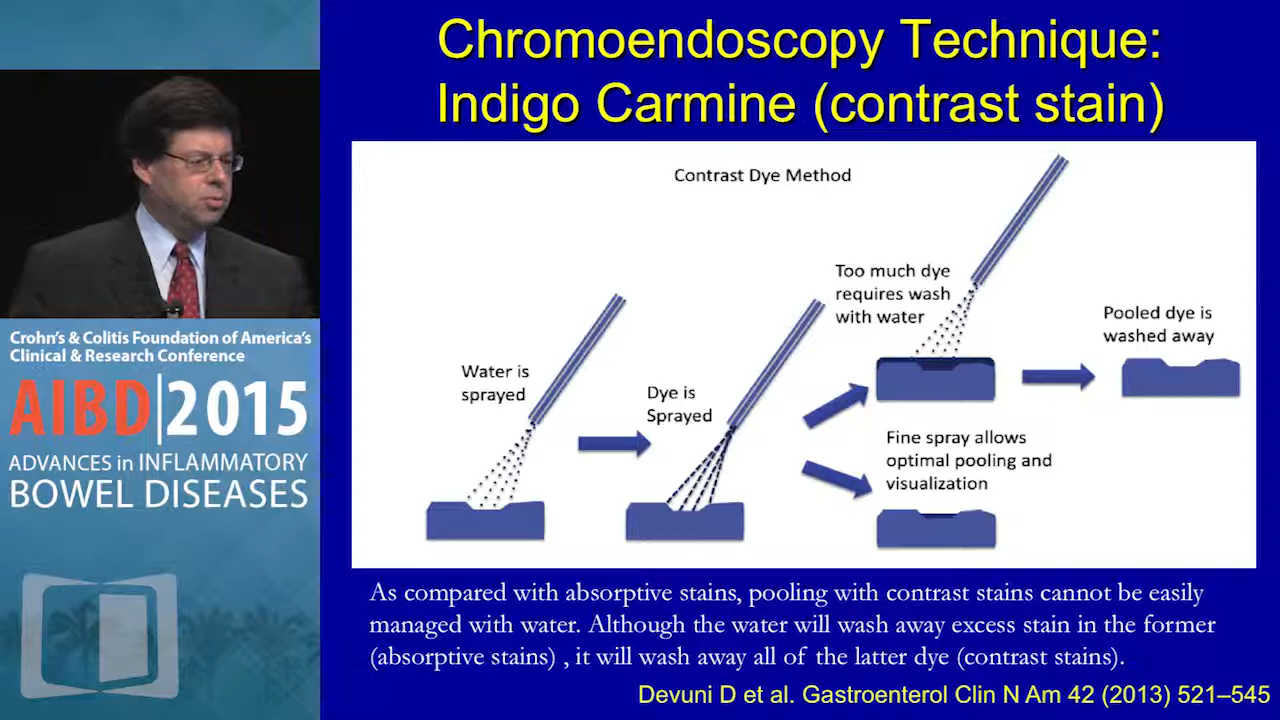 Chromoendoscopy Technique:
Indigo Carmine (contrast stain)
Contrast Dye Method
Water is
sprayed
Dye is
Sprayed
Too much dye
requires wash
with water
Pooled dye is
washed away
Fine spray allows
optimal pooling and
visualization
As compared with absorptive stains, pooling with contrast stains cannot be easily
managed with water. Although the water will wash away excess stain in the former
(absorptive stains) , it will wash away all of the latter dye (contrast stains).
Devuni D et al. Gastroenterol Clin N Am 42 (2013) 521–545
Crohn's & Colitis Foundation of America's
Clinical & Research Conference
AIBD|2015
ADVANCES in INFLAMMATORY
BOWEL DISEASES